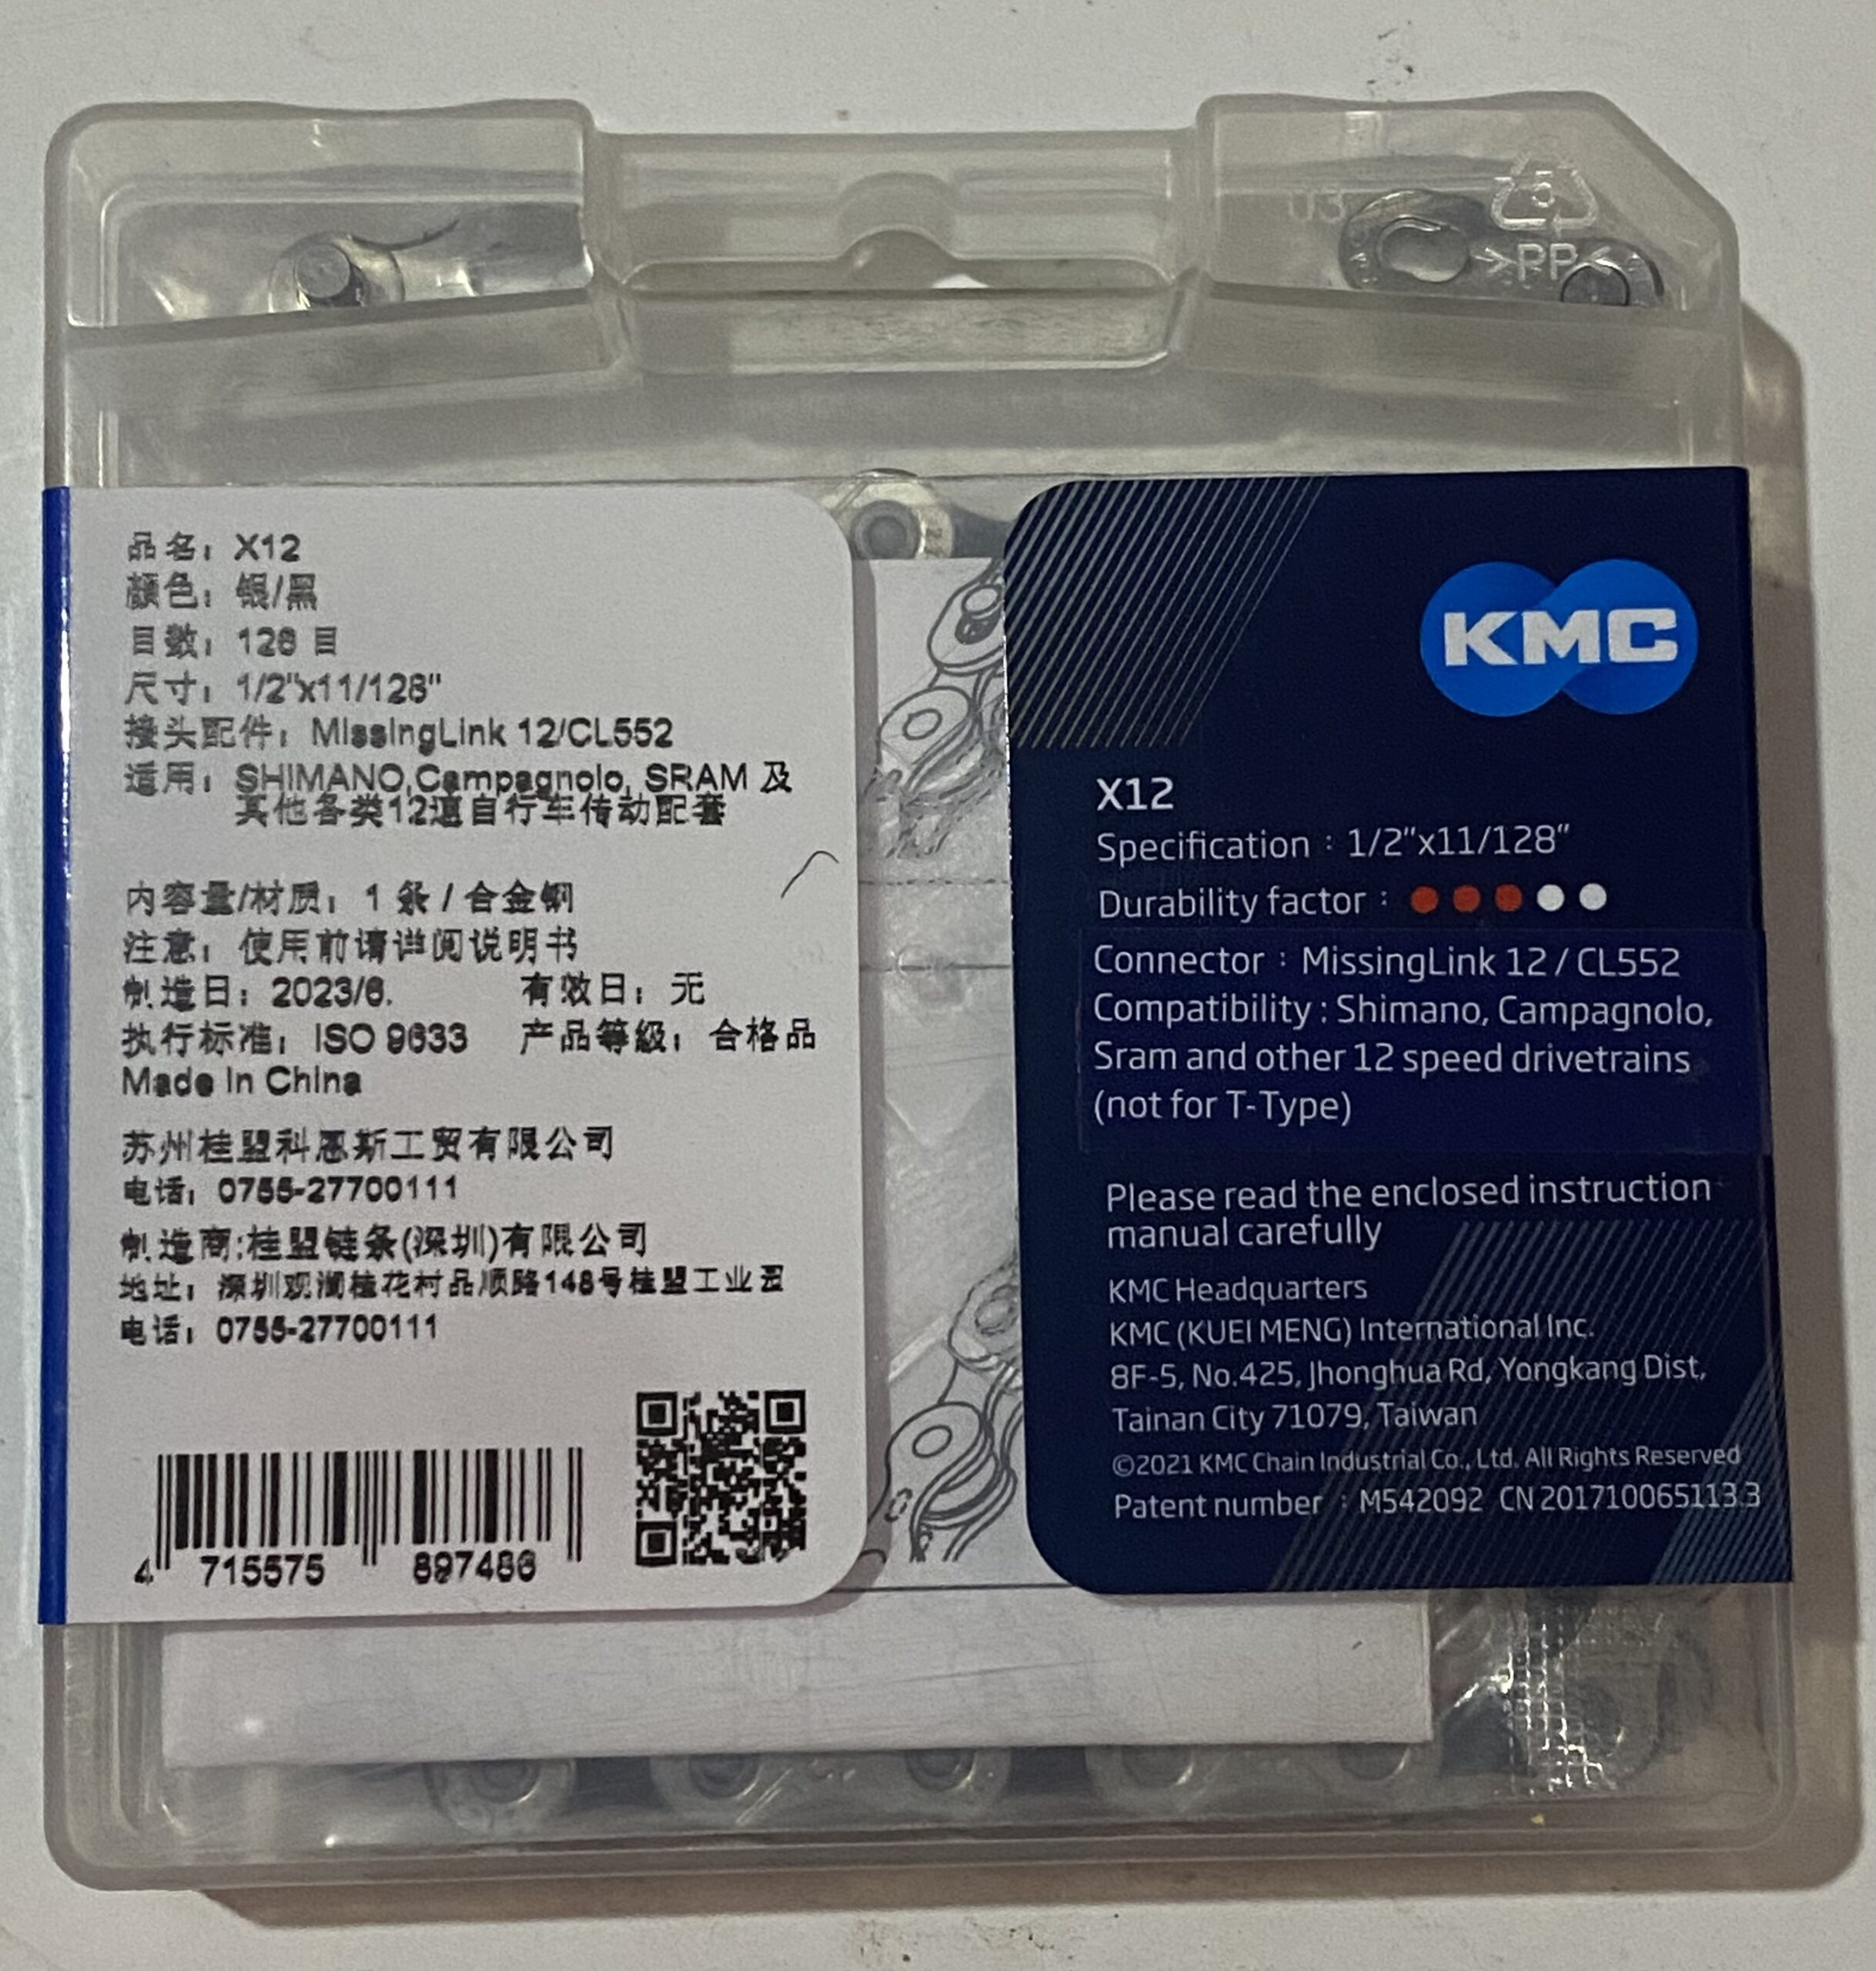 03
5
>PP<
品名：X12
颜色：银/黑
目数：126 目
尺寸：1/2"x11/128"
接头配件：MissingLink 12/CL552
适用：SHIMANO,Campagnolo, SRAM 及
其他各类12速自行车传动配套
内容量/材质：1 条 / 合金钢
注意：使用前请详阅说明书
制造日：2023/6. 有效日：无
执行标准：ISO 9633 产品等级：合格品
Made In China
苏州桂盟科恩斯工贸有限公司
电话：0755-27700111
制造商:桂盟链条(深圳)有限公司
地址：深圳观澜桂花村品顺路148号桂盟工业园
电话：0755-27700111
4 715575 897486
KMC
X12
Specification : 1/2"x11/128"
Durability factor :
Connector : MissingLink 12 / CL552
Compatibility : Shimano, Campagnolo,
Sram and other 12 speed drivetrains
(not for T-Type)
Please read the enclosed instruction
manual carefully
KMC Headquarters
KMC (KUEI MENG) International Inc.
8F-5, No.425, Jhonghua Rd, Yongkang Dist,
Tainan City 71079, Taiwan
©2021 KMC Chain Industrial Co., Ltd. All Rights Reserved
Patent number : M542092 CN 201710065113.3